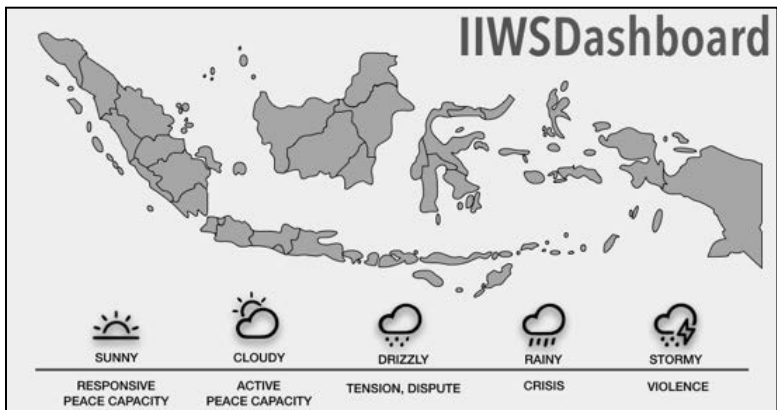 IIWSDashboard
SUNNY
CLOUDY
DRIZZLY
RAINY
STORMY
RESPONSIVE
PEACE CAPACITY
ACTIVE
PEACE CAPACITY
TENSION, DISPUTE
CRISIS
VIOLENCE